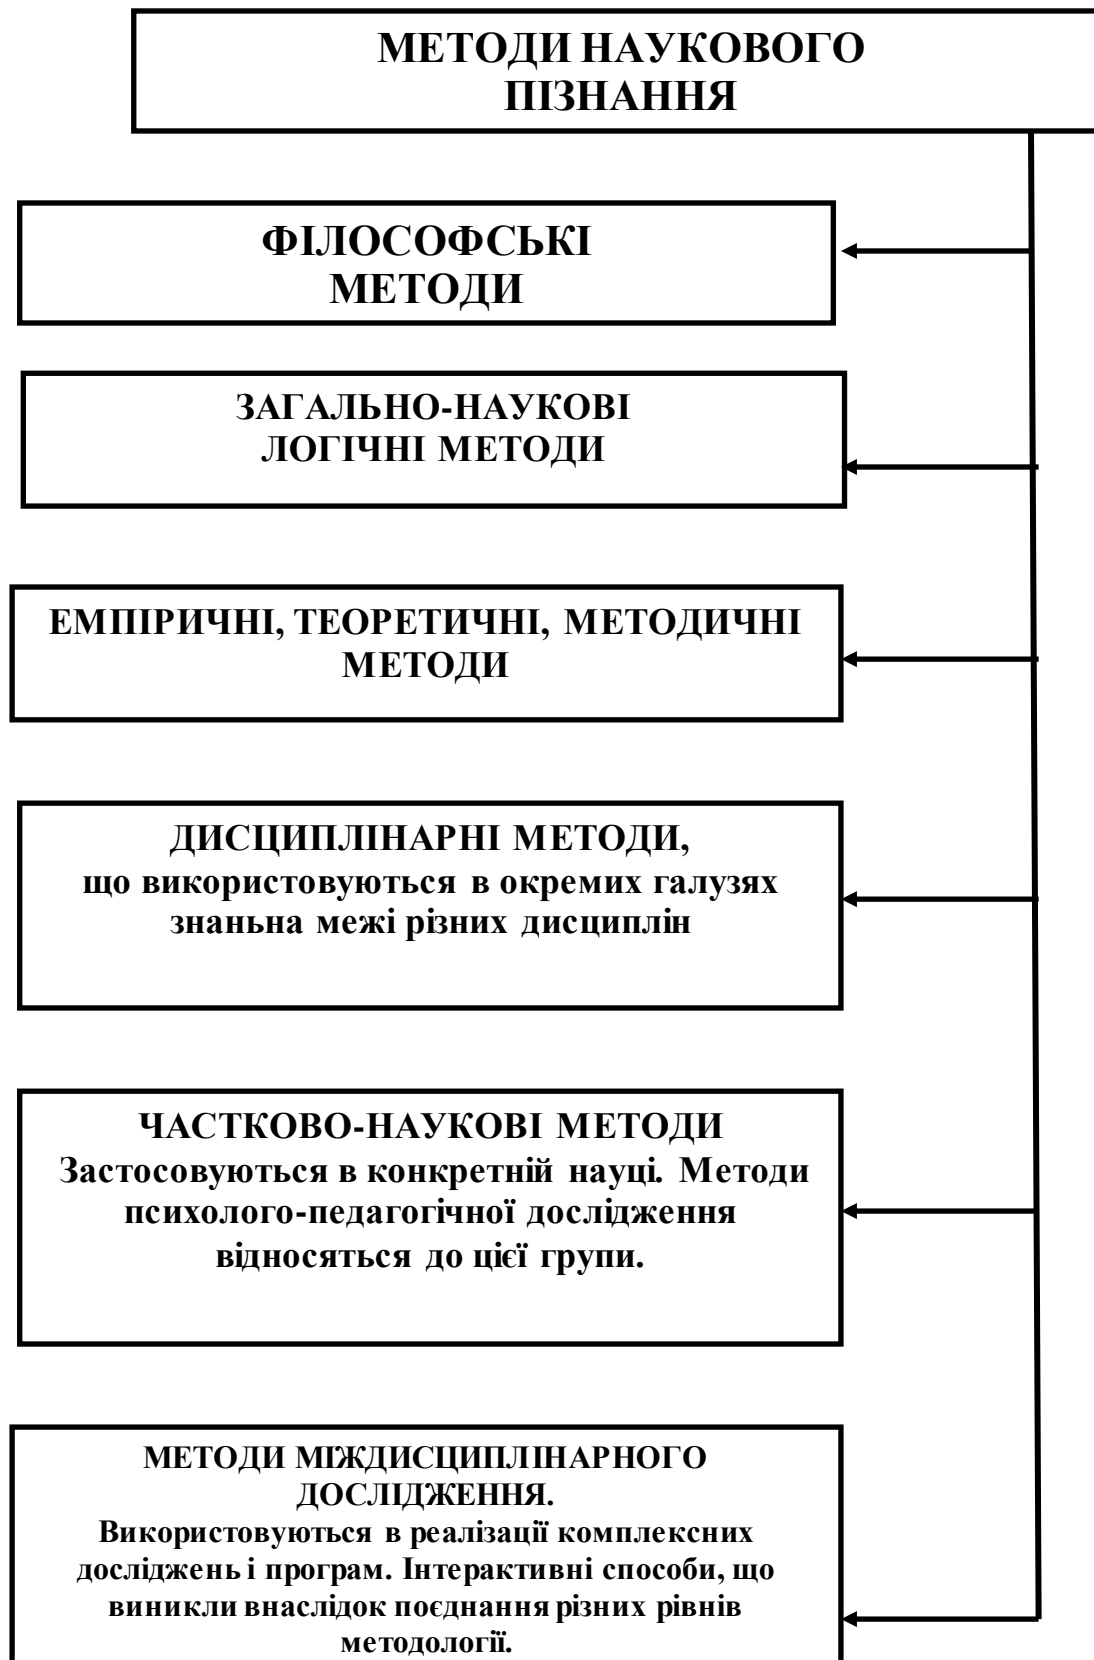 МЕТОДИ НАУКОВОГО
ПІЗНАННЯ
ФІЛОСОФСЬКІ
МЕТОДИ
ЗАГАЛЬНО-НАУКОВІ
ЛОГІЧНІ МЕТОДИ
ЕМПІРИЧНІ, ТЕОРЕТИЧНІ, МЕТОДИЧНІ
МЕТОДИ
ДИСЦИПЛІНАРНІ МЕТОДИ,
що використовуються в окремих галузях
знаньна межі різних дисциплін
ЧАСТКОВО-НАУКОВІ МЕТОДИ
Застосовуються в конкретній науці. Методи
психолого-педагогічної дослідження
відносяться до цієї групи.
МЕТОДИ МІЖДИСЦИПЛІНАРНОГО
ДОСЛІДЖЕННЯ.
Використовуються в реалізації комплексних
досліджень і програм. Інтерактивні способи, що
виникли внаслідок поєднання різних рівнів
методології.